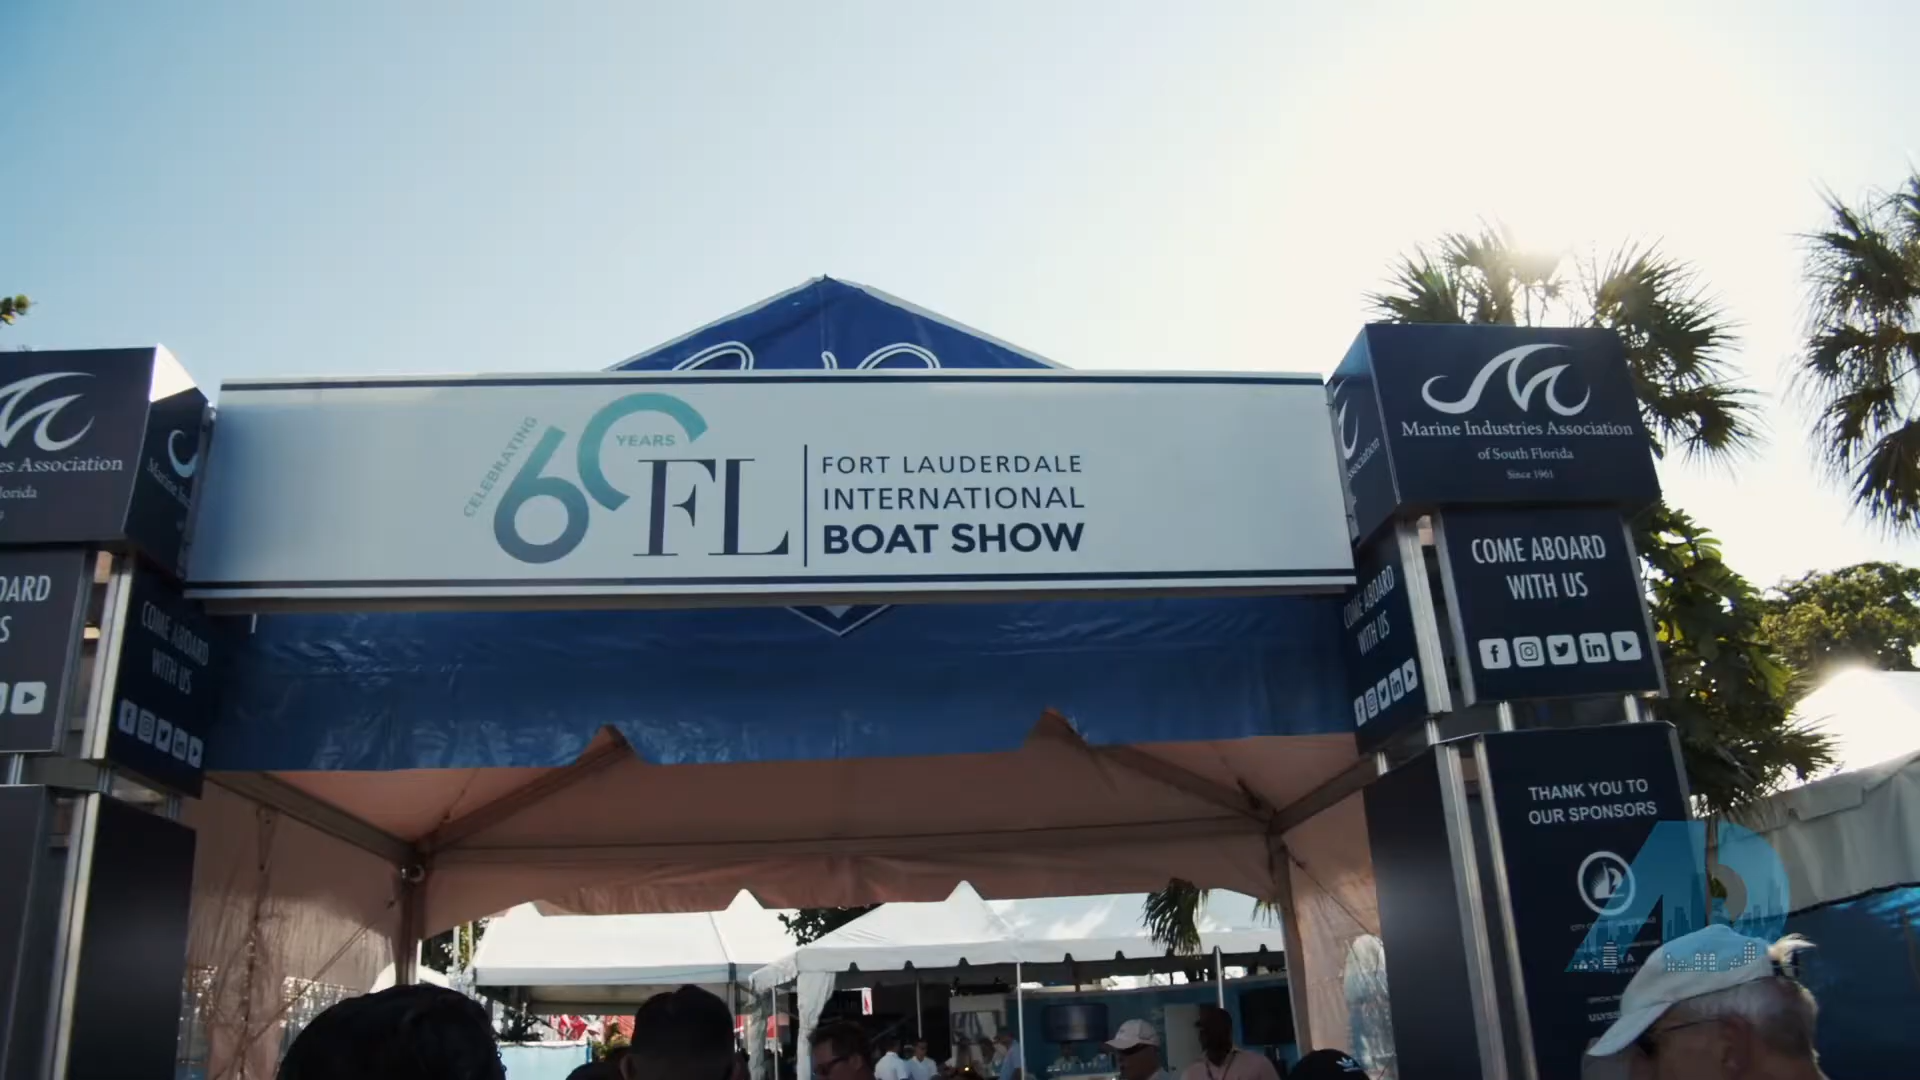 CELEBRATING
60
YEARS
FL
FORT LAUDERDALE
INTERNATIONAL
BOAT SHOW
es Association
Marine Industries Association
of South Florida
Since 1961
COME ABOARD
WITH US
COME ABOARD
WITH US
COME ABOARD
WITH US
THANK YOU TO
OUR SPONSORS